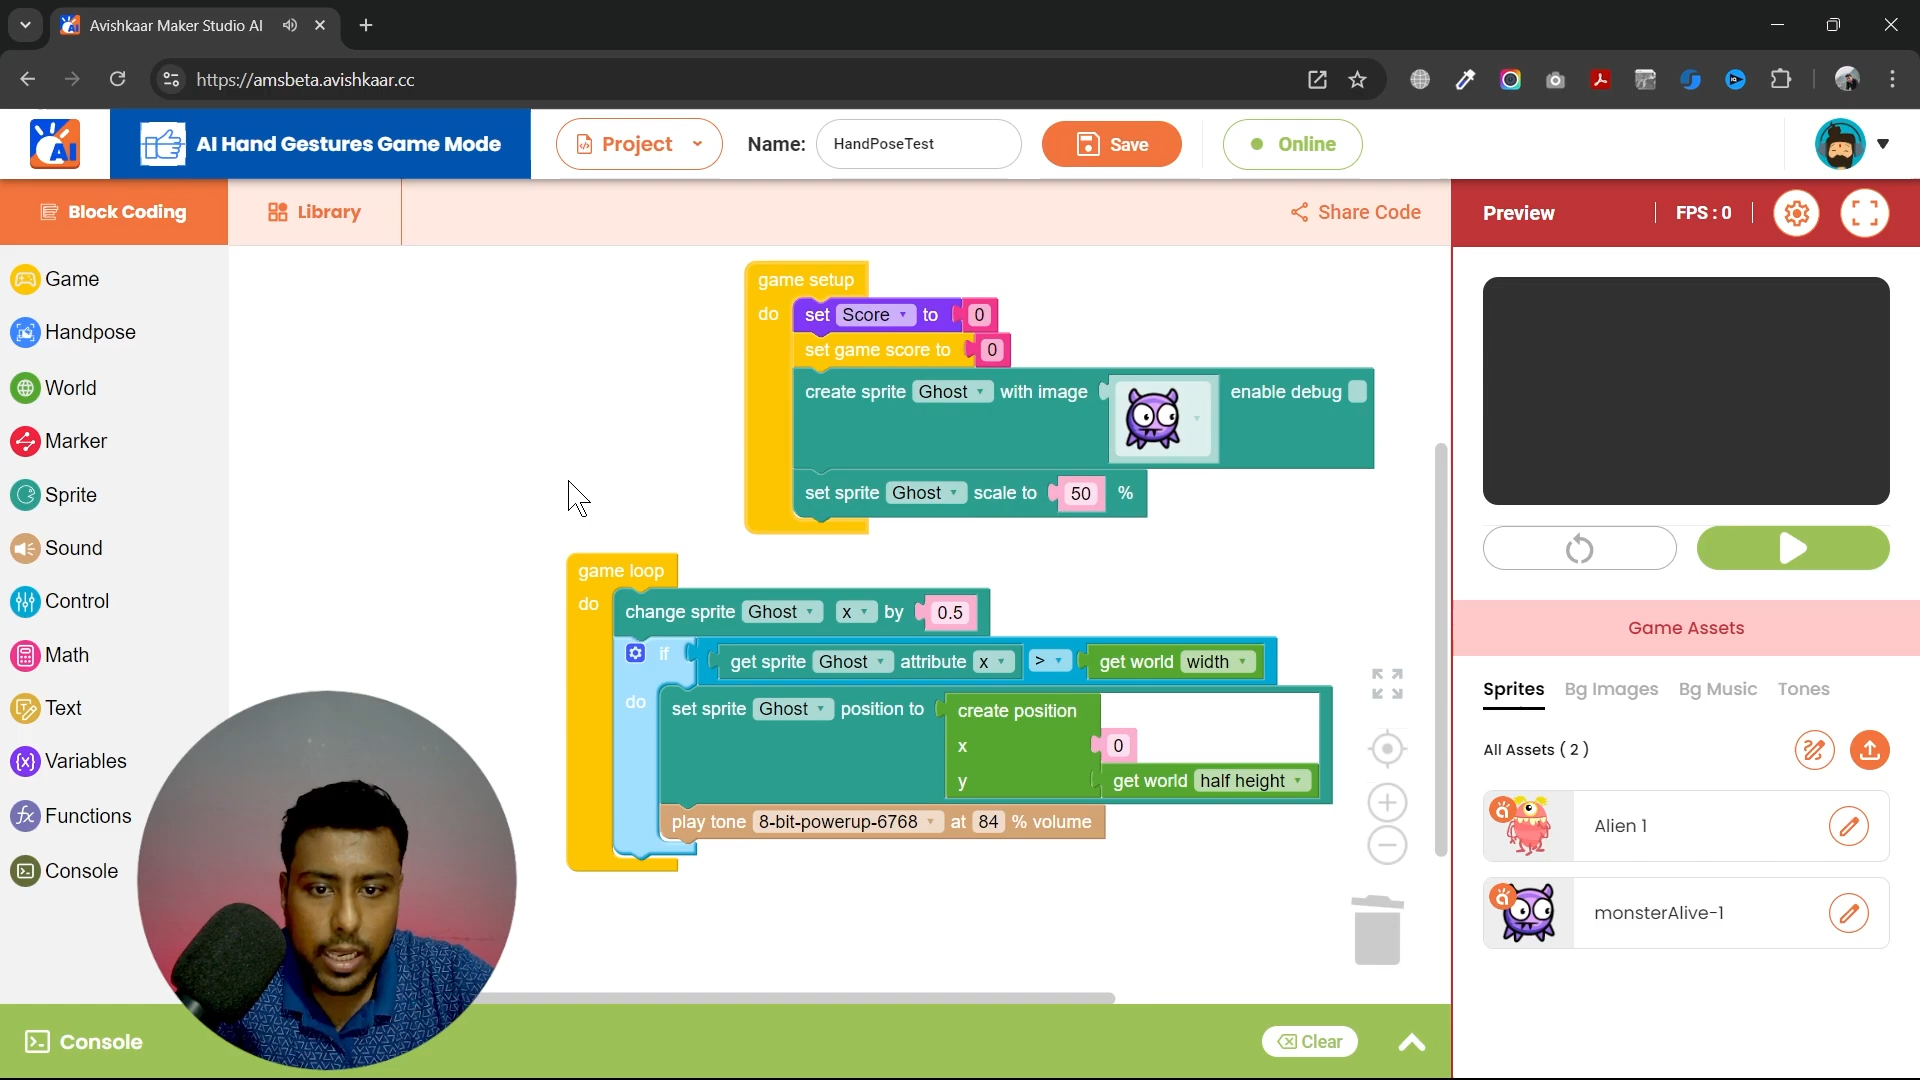 Avishkaar Maker Studio AI
https://amsbeta.avishkaar.cc
AI
AI Hand Gestures Game Mode
Project
Name:
HandPoseTest
Save
Online
Block Coding
Library
Share Code
Preview
FPS : 0
Game
Handpose
World
Marker
Sprite
Sound
Control
Math
Text
Variables
Functions
Console
game setup
do
set Score to 0
set game score to 0
create sprite Ghost with image
enable debug
set sprite Ghost scale to 50 %
game loop
do
change sprite Ghost x by 0.5
if
get sprite Ghost attribute x > get world width
do
set sprite Ghost position to create position
x 0
y get world half height
play tone 8-bit-powerup-6768 at 84 % volume
Game Assets
Sprites
Bg Images
Bg Music
Tones
All Assets ( 2 )
Alien 1
monsterAlive-1
Console
Clear